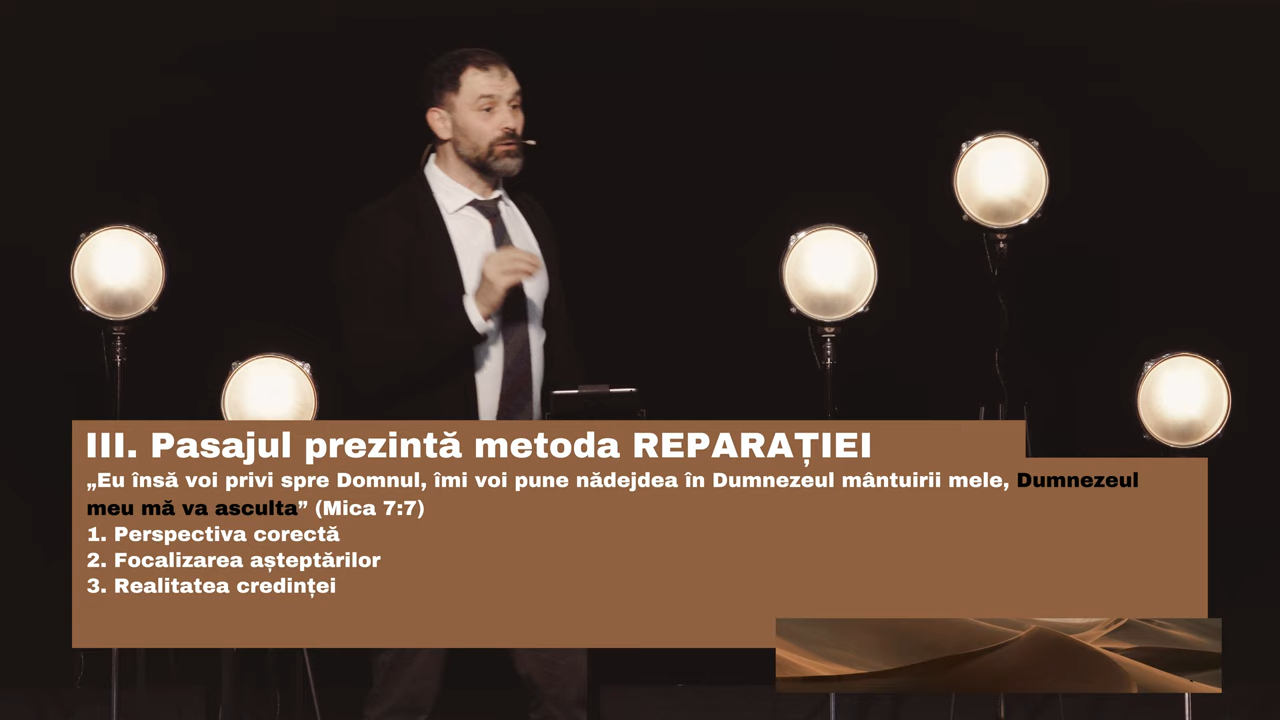 III. Pasajul prezintă metoda REPARAȚIEI
„Eu însă voi privi spre Domnul, îmi voi pune nădejdea în Dumnezeul mântuirii mele, Dumnezeul
meu mă va asculta” (Mica 7:7)
1. Perspectiva corectă
2. Focalizarea așteptărilor
3. Realitatea credinței